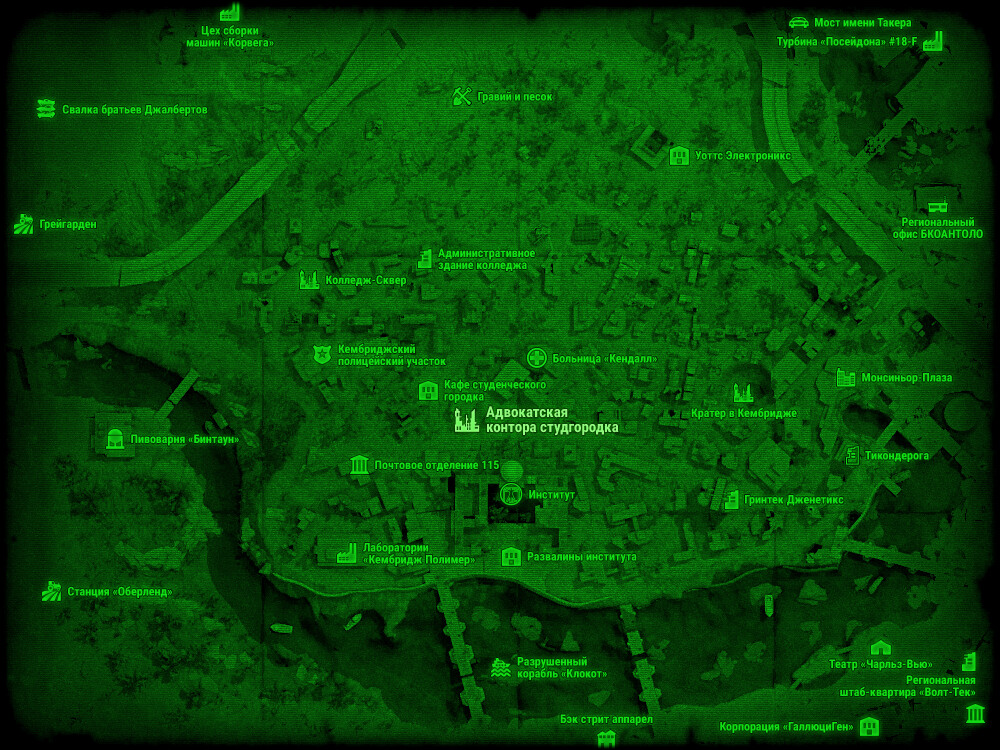 Мост имени Такера
Цех сборки
машин «Корвега»
Турбина «Посейдона» #18-F
Гравий и песок
Свалка братьев Джалбертов
Уоттс Электроникс
Грейгарден
Региональный
офис БКОАНТОЛО
Административное
здание колледжа
Колледж-Сквер
Кембриджский
полицейский участок
Больница «Кендалл»
Монсиньор-Плаза
Кафе студенческого
городка
Кратер в Кембридже
Адвокатская
контора студгородка
Пивоварня «Бинтаун»
Тикондерога
Почтовое отделение 115
Институт
Гринтек Дженетикс
Лаборатории
«Кембридж Полимер»
Развалины института
Станция «Оберленд»
Разрушенный
корабль «Клокот»
Театр «Чарльз-Вью»
Региональная
штаб-квартира «Волт-Тек»
Бэк стрит аппарел
Корпорация «ГаллюциГен»